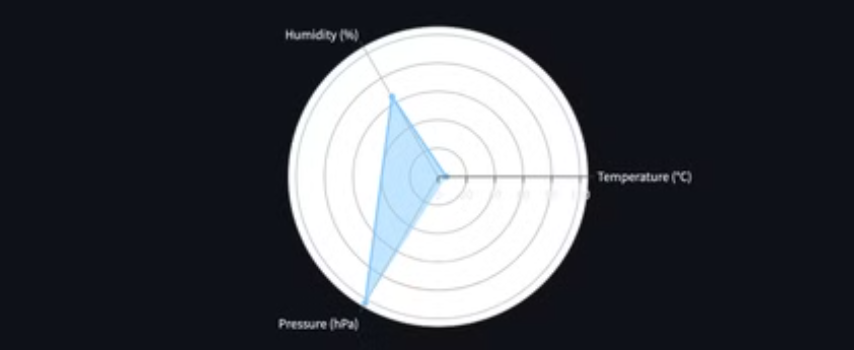 Humidity (%)
Temperature (°C)
Pressure (hPa)